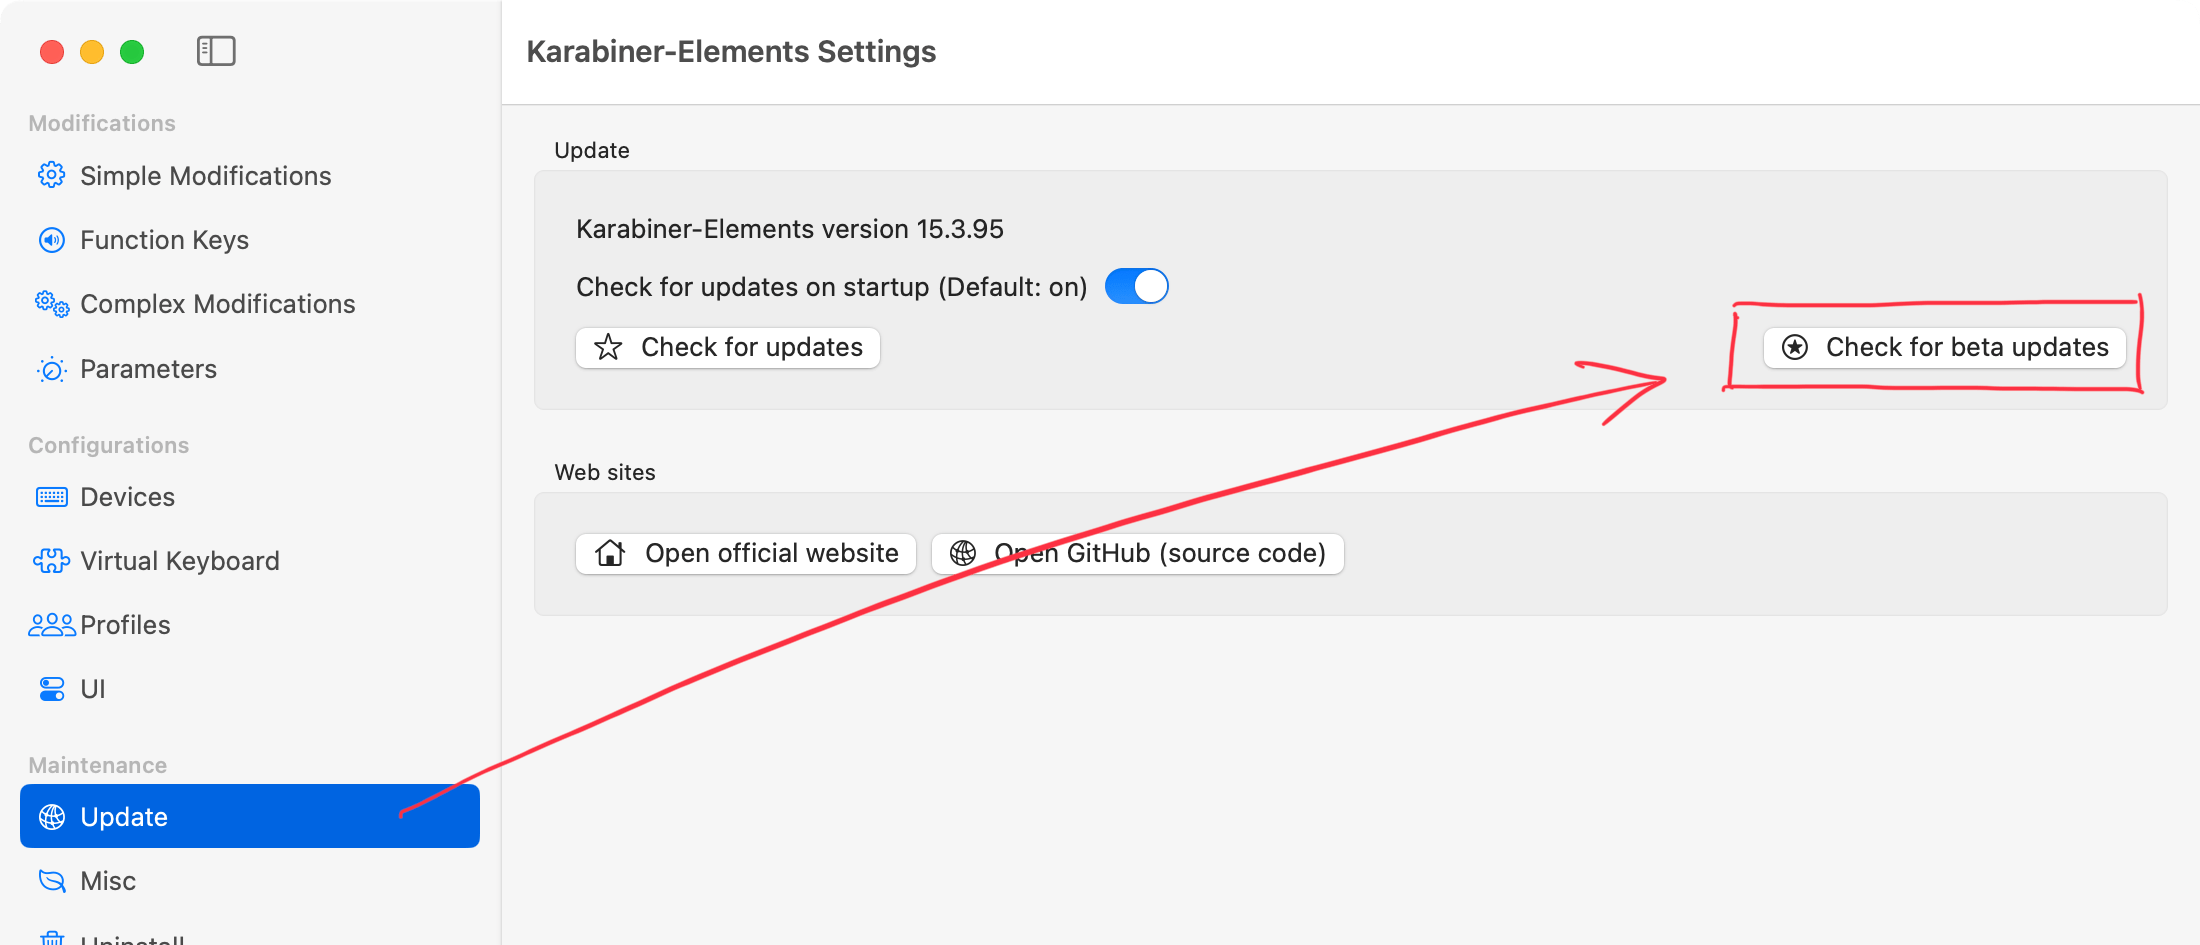 Karabiner-Elements Settings
Modifications
Simple Modifications
Function Keys
Complex Modifications
Parameters
Configurations
Devices
Virtual Keyboard
Profiles
UI
Maintenance
Update
Misc
Uninstall
Update
Karabiner-Elements version 15.3.95
Check for updates on startup (Default: on)
Check for updates
Check for beta updates
Web sites
Open official website
Open GitHub (source code)